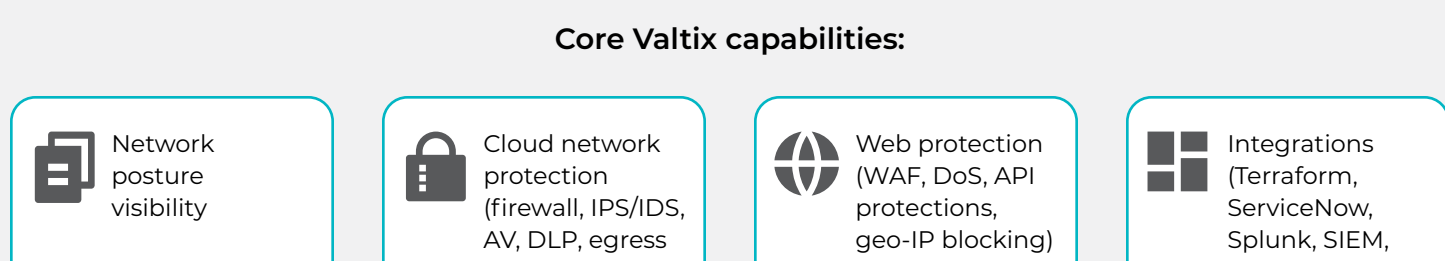 Core Valtix capabilities:
Network
posture
visibility
Cloud network
protection
(firewall, IPS/IDS,
AV, DLP, egress
Web protection
(WAF, DoS, API
protections,
geo-IP blocking)
Integrations
(Terraform,
ServiceNow,
Splunk, SIEM,